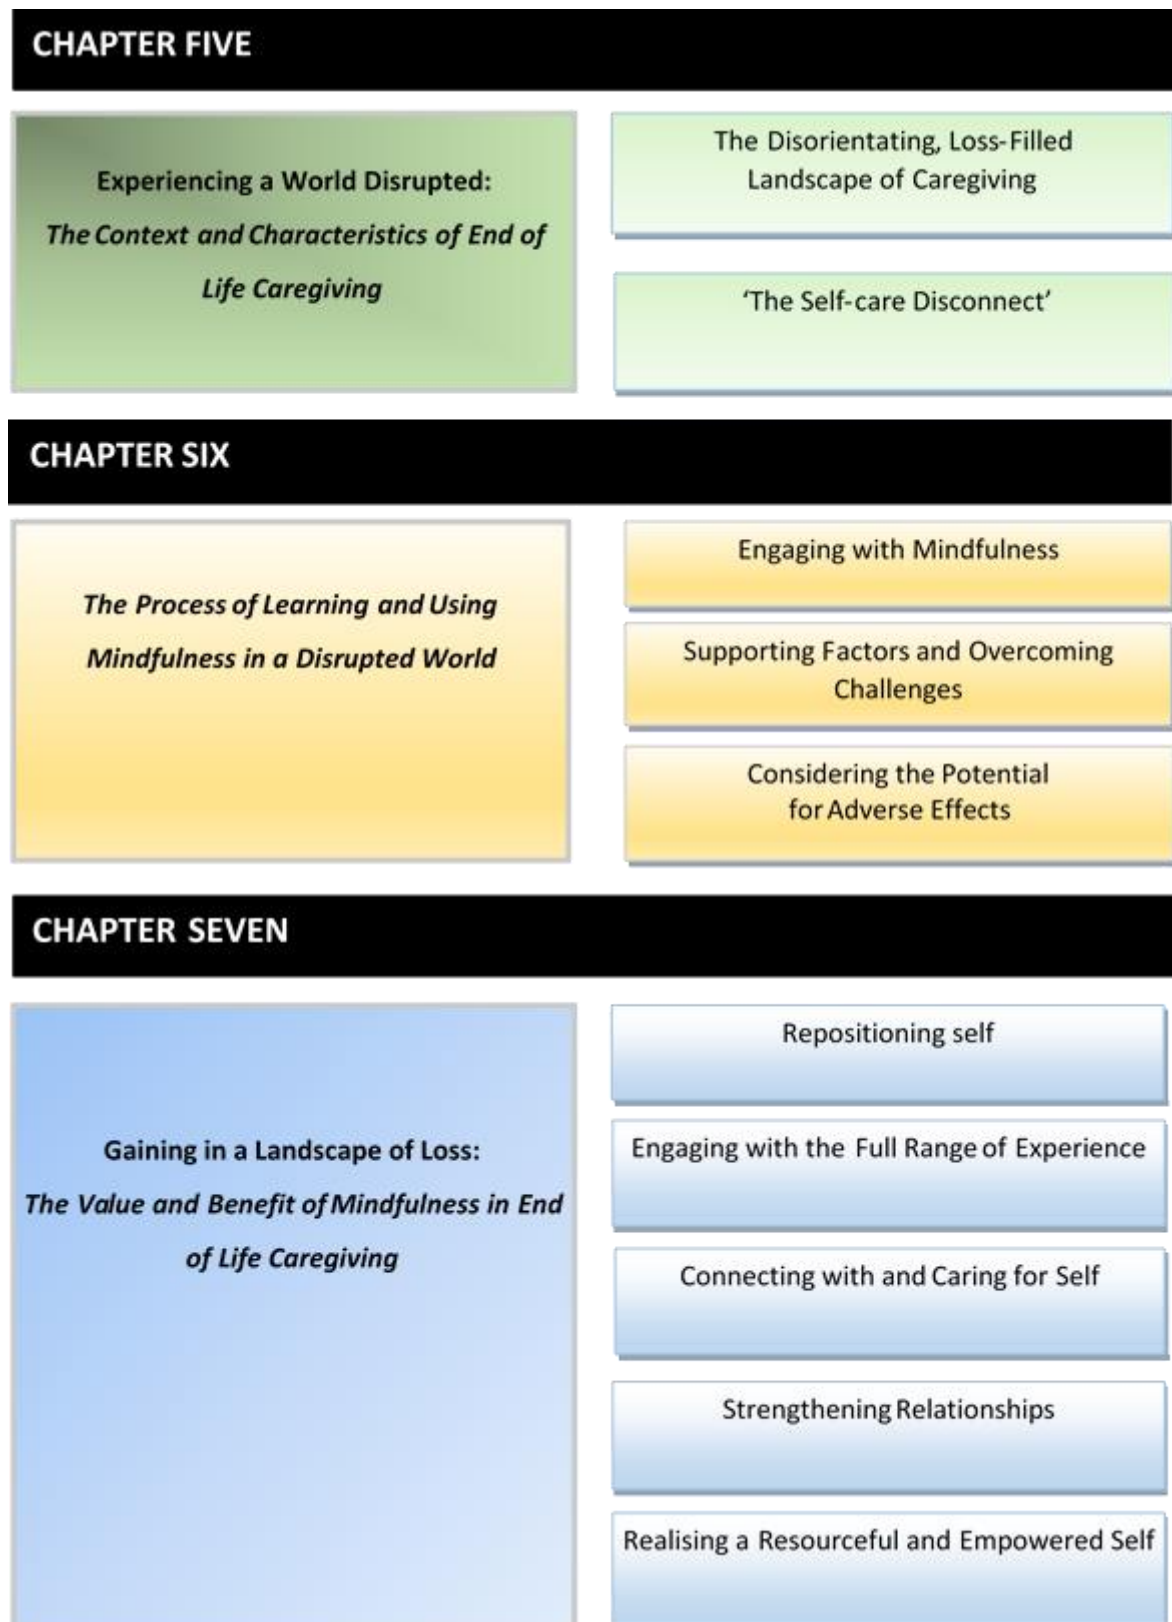 CHAPTER FIVE
Experiencing a World Disrupted:
The Context and Characteristics of End of
Life Caregiving
The Disorientating, Loss-Filled
Landscape of Caregiving
‘The Self-care Disconnect’
CHAPTER SIX
The Process of Learning and Using
Mindfulness in a Disrupted World
Engaging with Mindfulness
Supporting Factors and Overcoming
Challenges
Considering the Potential
for Adverse Effects
CHAPTER SEVEN
Gaining in a Landscape of Loss:
The Value and Benefit of Mindfulness in End
of Life Caregiving
Repositioning self
Engaging with the Full Range of Experience
Connecting with and Caring for Self
Strengthening Relationships
Realising a Resourceful and Empowered Self